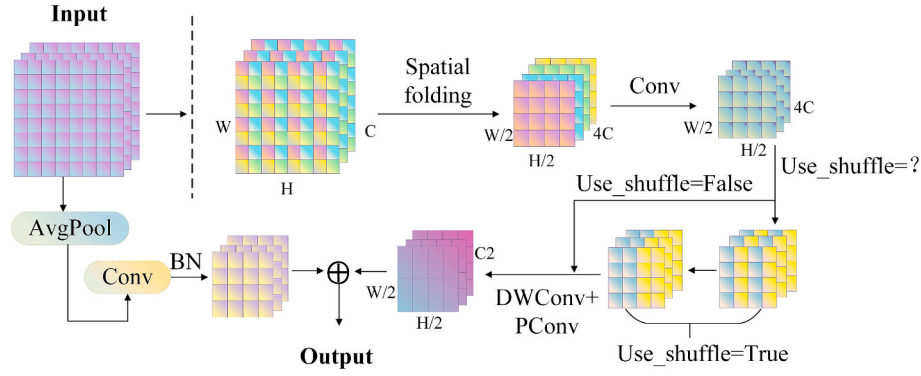 Input
W
H
C
Spatial
folding
W/2
H/2
4C
Conv
W/2
H/2
4C
Use_shuffle=?
Use_shuffle=False
AvgPool
Conv
BN
W/2
H/2
C2
DWConv+
PConv
Use_shuffle=True
Output